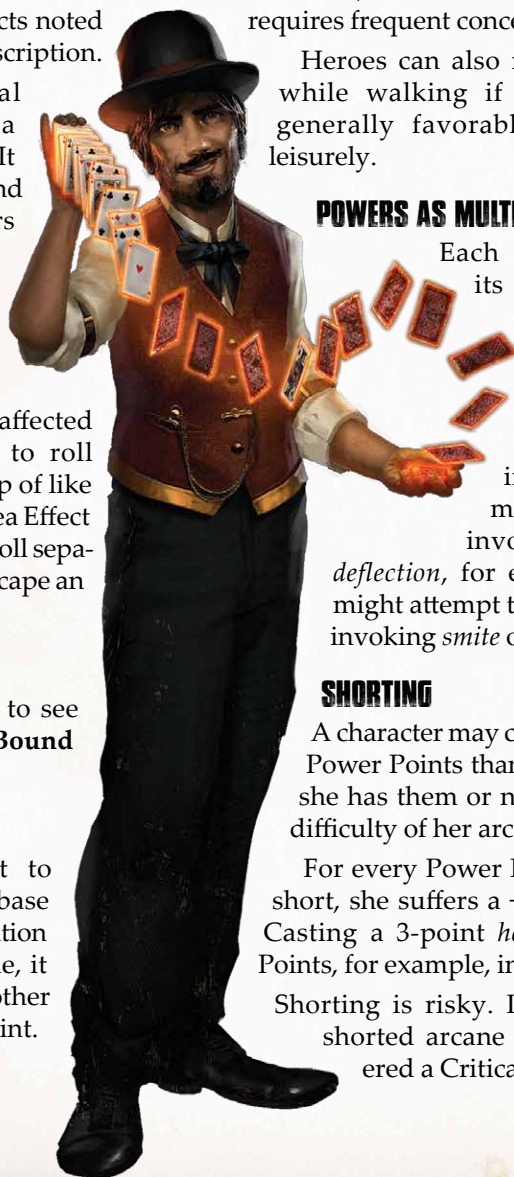 cts noted
scription.
al
a
It
nd
rs
affected
to roll
p of like
ea Effect
oll sepa-
cape an
to see
Bound
t to
base
tion
e, it
other
int.
requires frequent conce
Heroes can also r
while walking if
generally favorabl
leisurely.
POWERS AS MULTI
Each
its
in
m
invo
deflection, for e
might attempt t
invoking smite o
SHORTING
A character may c
Power Points than
she has them or n
difficulty of her arc
For every Power P
short, she suffers a –
Casting a 3-point ha
Points, for example, in
Shorting is risky. I
shorted arcane
ered a Critica